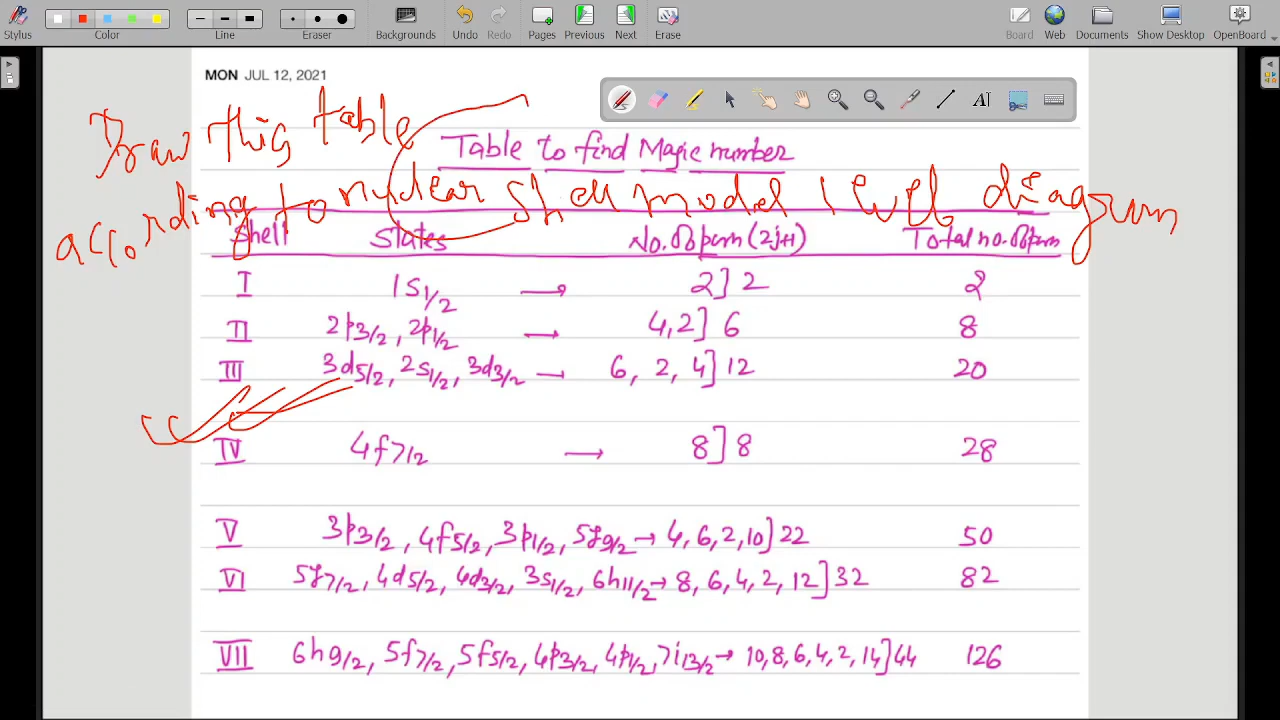 Stylus Color Line Eraser Backgrounds Undo Redo Pages Previous Next Erase Board Web Documents Show Desktop OpenBoard
MON JUL 12, 2021
Draw this table
Table to find Magic number
according to nuclear shell model level diagram
Shell States No. of pam (2j+1) Total no. of pam
I 1s1/2 → 2] 2 2
II 2p3/2, 2p1/2 → 4,2] 6 8
III 3d5/2, 2s1/2, 3d3/2 → 6, 2, 4] 12 20
IV 4f7/2 → 8] 8 28
V 3p3/2, 4f5/2, 3p1/2, 5g9/2 → 4, 6, 2, 10] 22 50
VI 5g7/2, 4d5/2, 4d3/2, 3s1/2, 6h11/2 → 8, 6, 4, 2, 12] 32 82
VII 6h9/2, 5f7/2, 5f5/2, 4p3/2, 4p1/2, 7i13/2 → 10, 8, 6, 4, 2, 14] 44 126